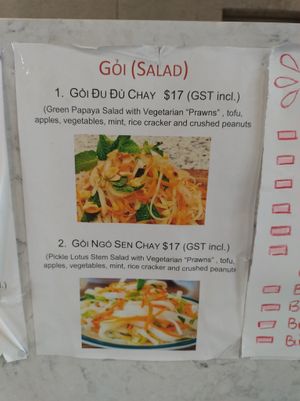 GỎI (SALAD)
1. GỎI ĐU ĐỦ CHAY $17 (GST incl.)
(Green Papaya Salad with Vegetarian “Prawns” , tofu,
apples, vegetables, mint, rice cracker and crushed peanuts
2. GỎI NGÓ SEN CHAY $17 (GST incl.)
(Pickle Lotus Stem Salad with Vegetarian “Prawns”, tofu,
apples, vegetables, mint, rice cracker and crushed peanuts